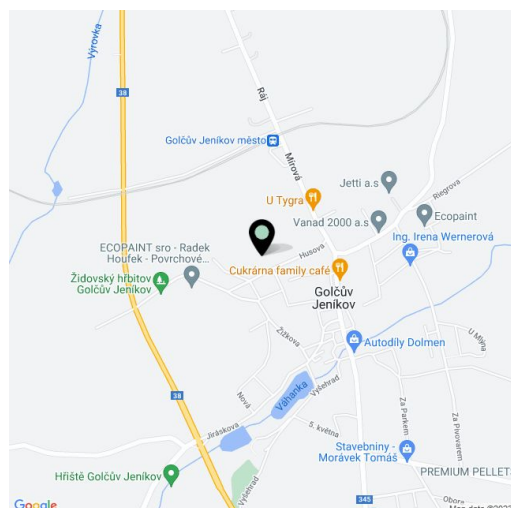 Výrovka
38
Ráj
Golčův Jeníkov město
Mírová
Jetti a.s
Riegrova
U Tygra
Vanad 2000 a.s
Ecopaint
ECOPAINT sro - Radek
Houfek - Povrchové...
Husova
Ing. Irena Wernerová
Židovský hřbitov
Golčův Jeníkov
Cukrárna family café
Golčův
Jeníkov
Žižkova
Autodíly Dolmen
U Mlýna
Nová
Váhanka
Vyšehrad
38
Za Parkem
Za Pivovarem
Jiráskova
5. května
Stavebniny -
Morávek Tomáš
Hřiště Golčův Jeníkov
PREMIUM PELLET
Vyšehrad
345
Obora
Google